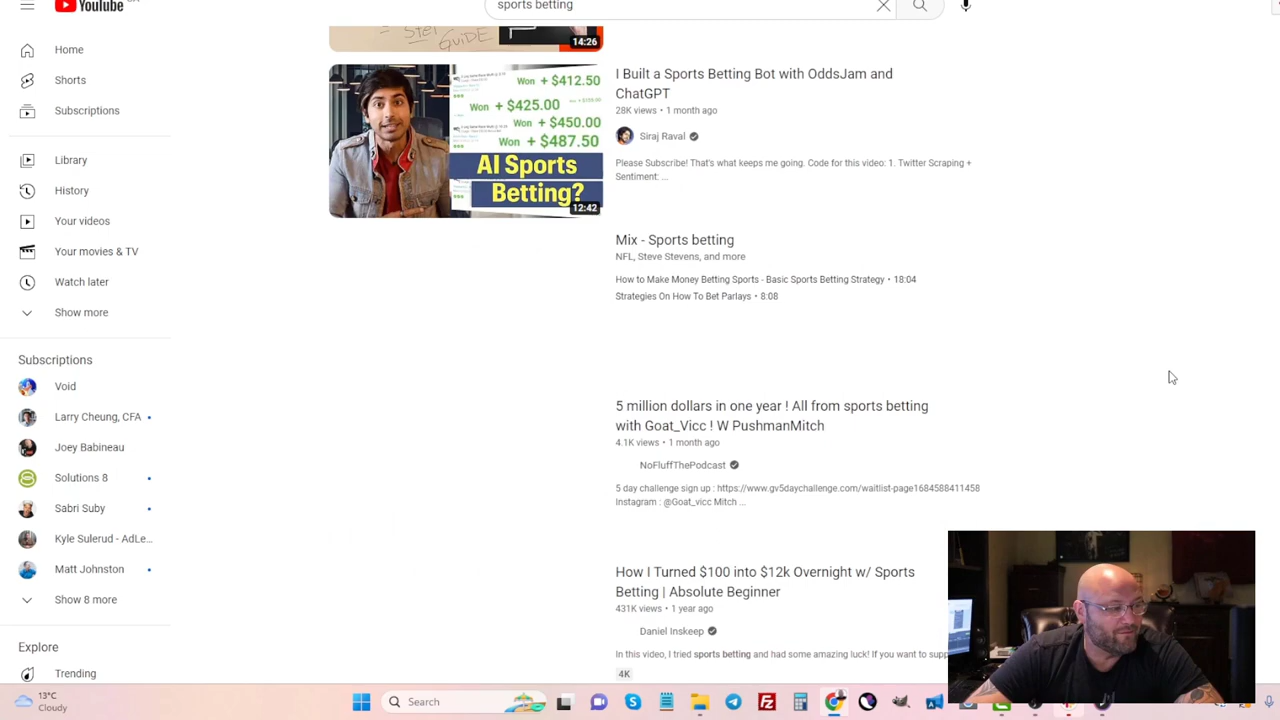 YouTube
sports betting
Home
Shorts
Subscriptions
Library
History
Your videos
Your movies & TV
Watch later
Show more
Subscriptions
Void
Larry Cheung, CFA
Joey Babineau
Solutions 8
Sabri Suby
Kyle Sulerud - AdLe...
Matt Johnston
Show 8 more
Explore
Trending
GUIDE
14:26
Won + $412.50
Won + $425.00
Won + $450.00
Won + $487.50
AI Sports
Betting?
12:42
I Built a Sports Betting Bot with OddsJam and
ChatGPT
28K views • 1 month ago
Siraj Raval
Please Subscribe! That's what keeps me going. Code for this video: 1. Twitter Scraping +
Sentiment: ...
Mix - Sports betting
NFL, Steve Stevens, and more
How to Make Money Betting Sports - Basic Sports Betting Strategy • 18:04
Strategies On How To Bet Parlays • 8:08
5 million dollars in one year ! All from sports betting
with Goat_Vicc ! W PushmanMitch
4.1K views • 1 month ago
NoFluffThePodcast
5 day challenge sign up : https://www.gv5daychallenge.com/waitlist-page1684588411458
Instagram : @Goat_vicc Mitch ...
How I Turned $100 into $12k Overnight w/ Sports
Betting | Absolute Beginner
431K views • 1 year ago
Daniel Inskeep
In this video, I tried sports betting and had some amazing luck! If you want to supp
4K
13°C
Cloudy
Search